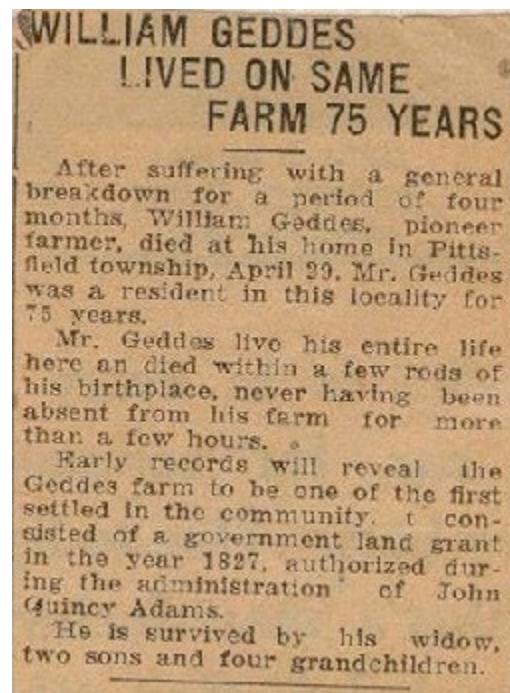 WILLIAM GEDDES
LIVED ON SAME
FARM 75 YEARS
After suffering with a general
breakdown for a period of four
months, William Geddes, pioneer
farmer, died at his home in Pitts-
field township, April 29. Mr. Geddes
was a resident in this locality for
75 years.
Mr. Geddes live his entire life
here an died within a few rods of
his birthplace, never having been
absent from his farm for more
than a few hours.
Early records will reveal the
Geddes farm to be one of the first
settled in the community. t con-
sisted of a government land grant
in the year 1827, authorized dur-
ing the administration of John
Quincy Adams.
He is survived by his widow,
two sons and four grandchildren.